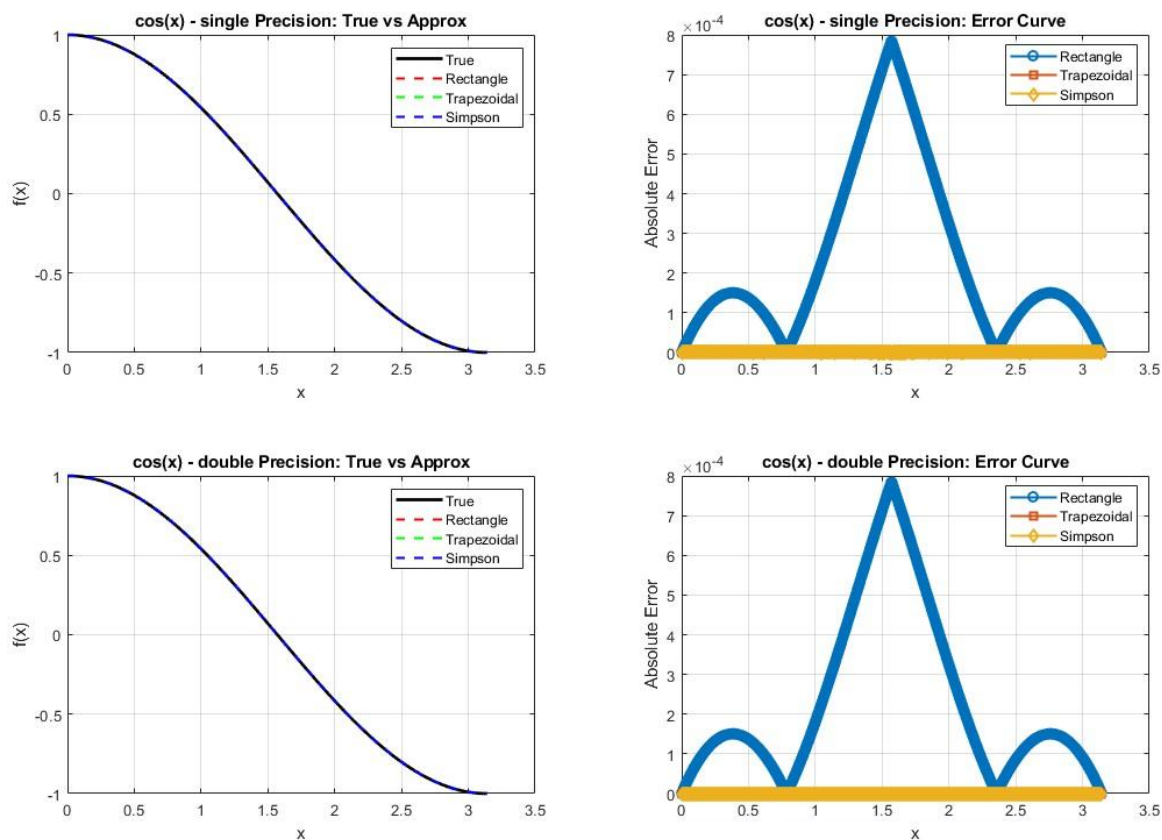 cos(x) - single Precision: True vs Approx
1
0.5
0
-0.5
-1
f(x)
True
Rectangle
Trapezoidal
Simpson
0 0.5 1 1.5 2 2.5 3 3.5
x
cos(x) - single Precision: Error Curve
×10-4
8
7
6
5
4
3
2
1
0
Absolute Error
Rectangle
Trapezoidal
Simpson
0 0.5 1 1.5 2 2.5 3 3.5
x
cos(x) - double Precision: True vs Approx
1
0.5
0
-0.5
-1
f(x)
True
Rectangle
Trapezoidal
Simpson
0 0.5 1 1.5 2 2.5 3 3.5
x
cos(x) - double Precision: Error Curve
×10-4
8
7
6
5
4
3
2
1
0
Absolute Error
Rectangle
Trapezoidal
Simpson
0 0.5 1 1.5 2 2.5 3 3.5
x